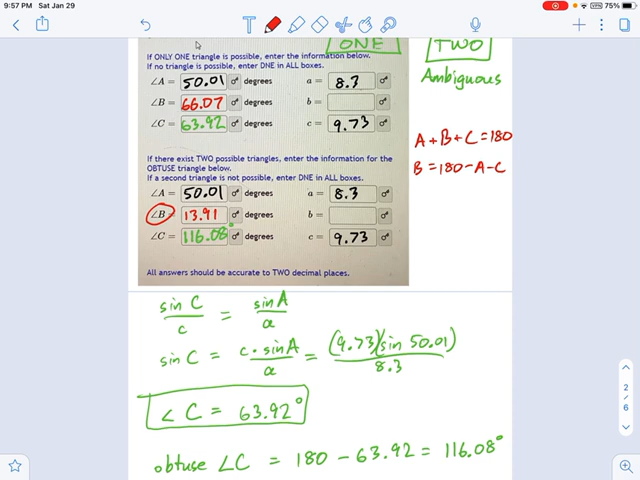 9:57 PM Sat Jan 29
75%
ONE
TWO
Ambiguous
If ONLY ONE triangle is possible, enter the information below.
If no triangle is possible, enter DNE in ALL boxes.
∠A = 50.01 degrees a = 8.3
∠B = 66.07 degrees b =
∠C = 63.92 degrees c = 9.73
A + B + C = 180
B = 180 - A - C
If there exist TWO possible triangles, enter the information for the
OBTUSE triangle below.
If a second triangle is not possible, enter DNE in ALL boxes.
∠A = 50.01 degrees a = 8.3
∠B = 13.91 degrees b =
∠C = 116.08° degrees c = 9.73
All answers should be accurate to TWO decimal places.
sin C / c = sin A / a
sin C = c · sin A / a = (9.73)(sin 50.01) / 8.3
∠C = 63.92°
obtuse ∠C = 180 - 63.92 = 116.08°
2
/
6